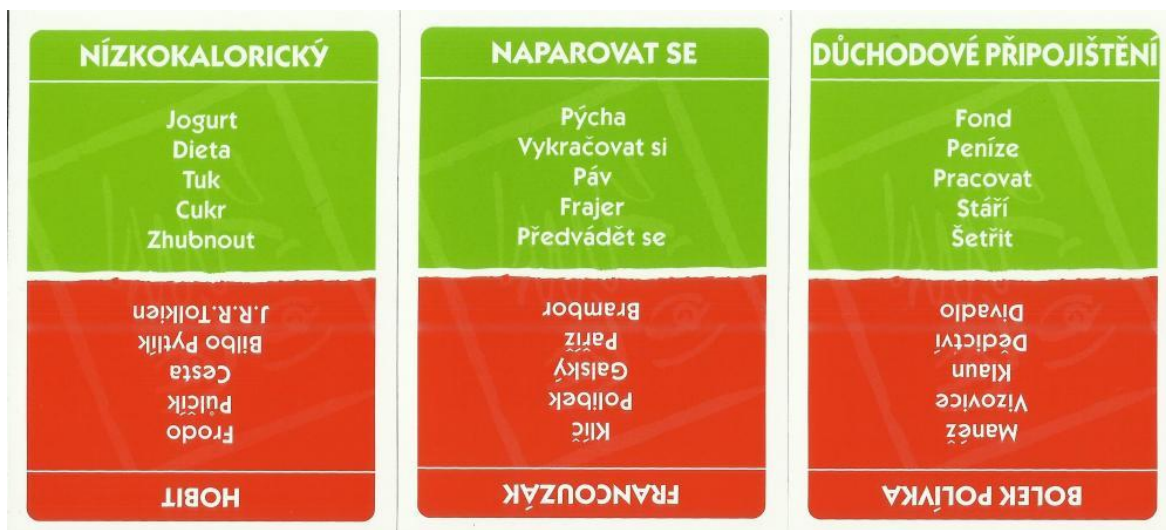 NÍZKOKALORICKÝ
Jogurt
Dieta
Tuk
Cukr
Zhubnout
HOBIT
Frodo
Půlčík
Cesta
Bilbo Pytlík
J.R.R.Tolkien
NAPAROVAT SE
Pýcha
Vykračovat si
Páv
Frajer
Předvádět se
FRANCOUZÁK
Klíč
Polibek
Galský
Paříž
Brambor
DŮCHODOVÉ PŘIPOJIŠTĚNÍ
Fond
Peníze
Pracovat
Stáří
Šetřit
BOLEK POLÍVKA
Manéž
Vizovice
Klaun
Dědictví
Divadlo